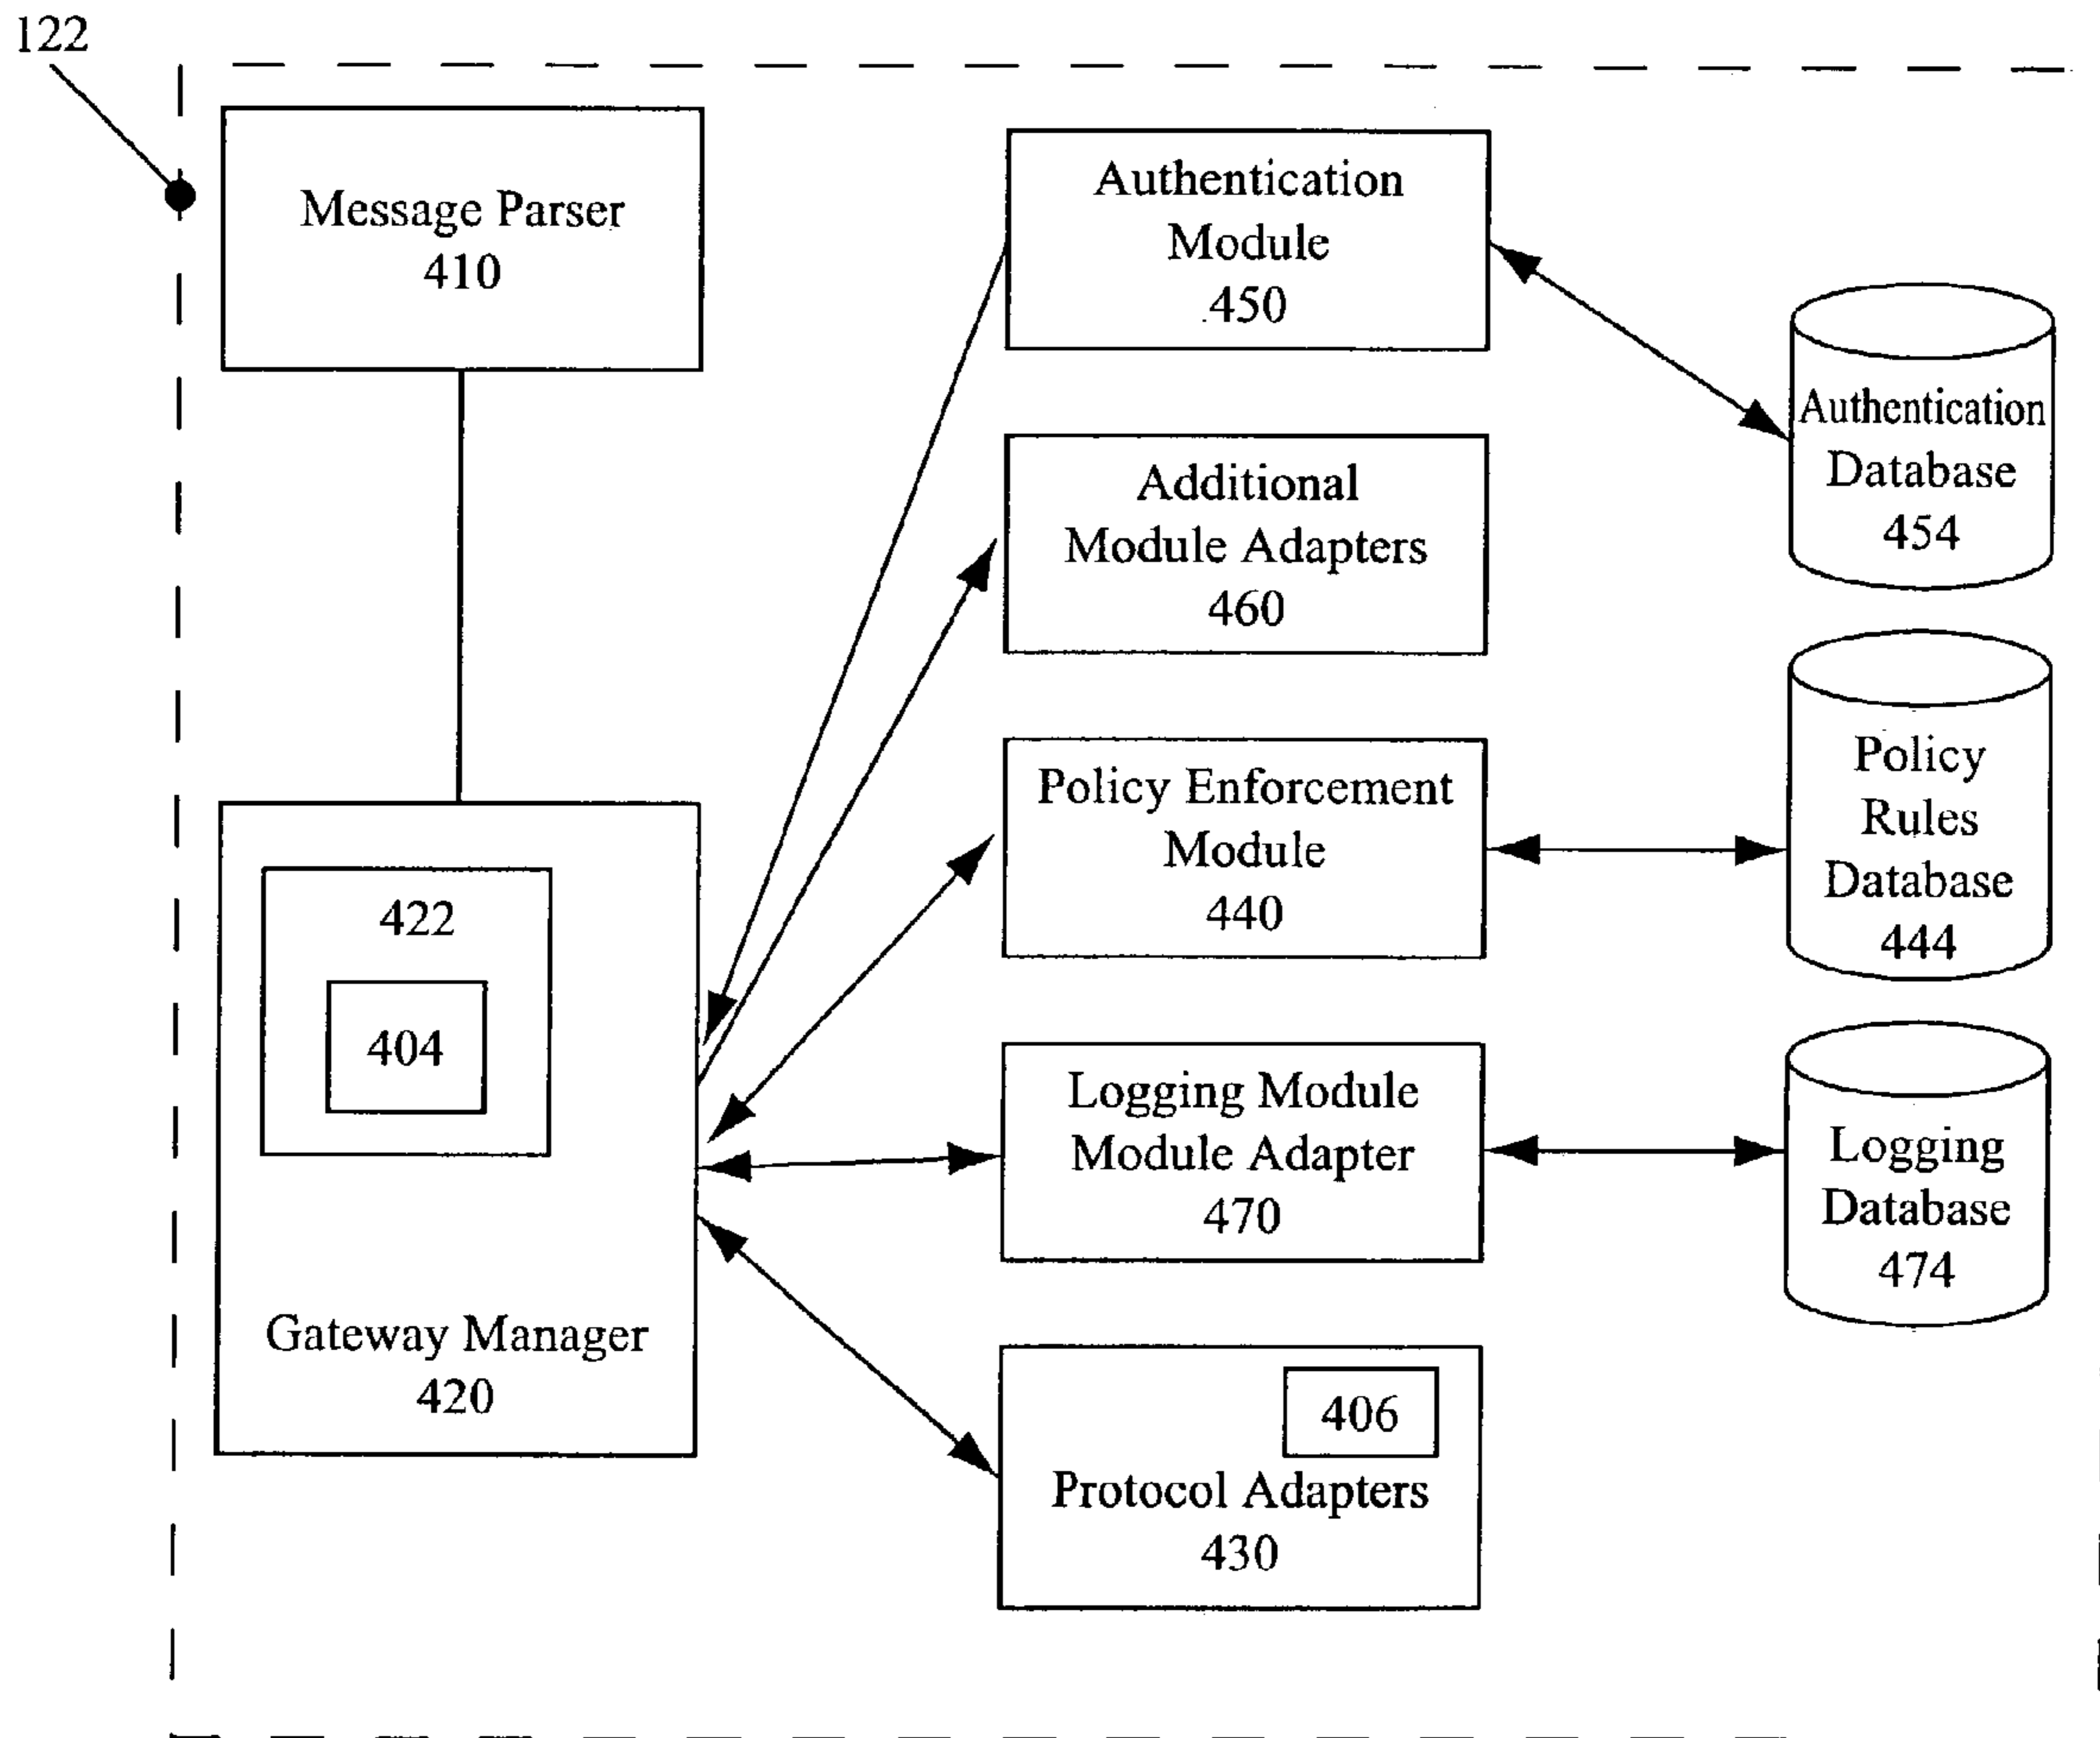 122
Message Parser
410
Authentication
Module
450
Authentication
Database
454
Additional
Module Adapters
460
Policy Enforcement
Module
440
Policy
Rules
Database
444
422
404
Gateway Manager
420
Logging Module
Module Adapter
470
Logging
Database
474
406
Protocol Adapters
430